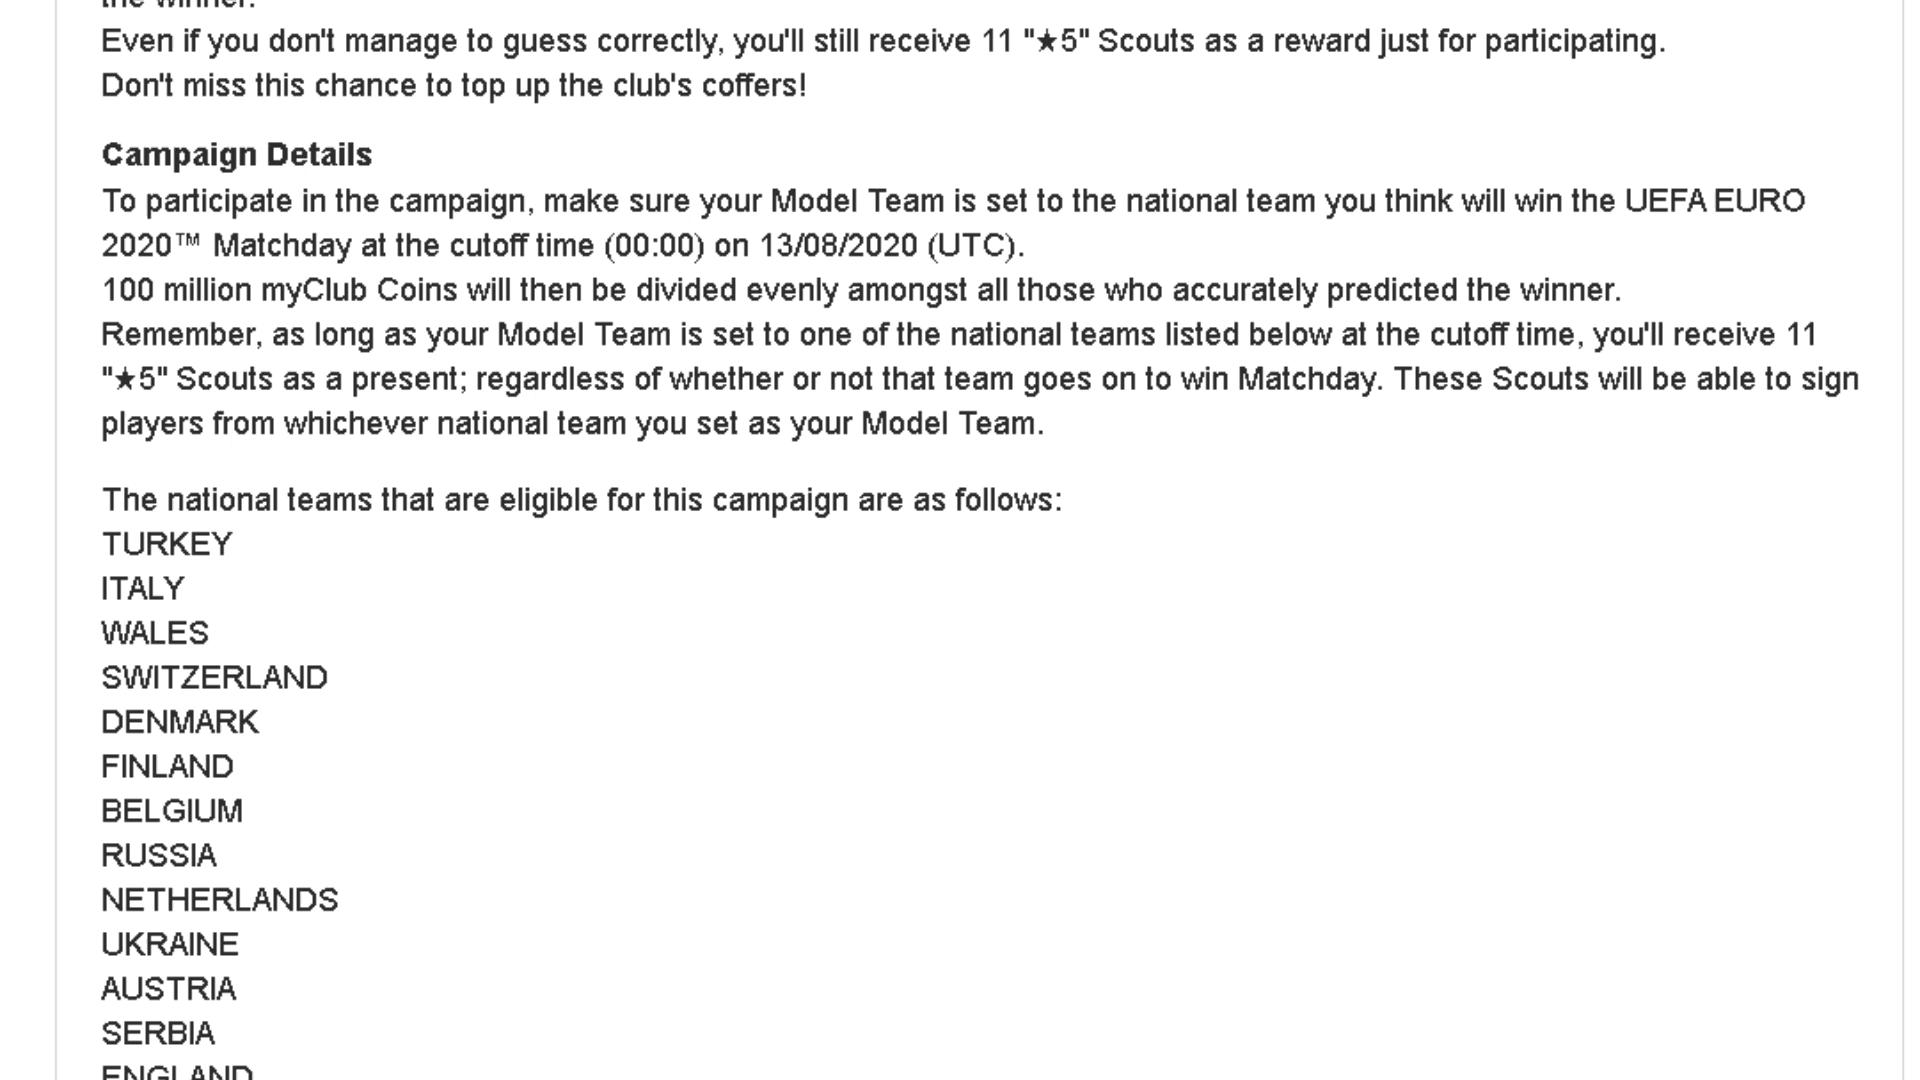 the winner.
Even if you don't manage to guess correctly, you'll still receive 11 "★5" Scouts as a reward just for participating.
Don't miss this chance to top up the club's coffers!
Campaign Details
To participate in the campaign, make sure your Model Team is set to the national team you think will win the UEFA EURO
2020™ Matchday at the cutoff time (00:00) on 13/08/2020 (UTC).
100 million myClub Coins will then be divided evenly amongst all those who accurately predicted the winner.
Remember, as long as your Model Team is set to one of the national teams listed below at the cutoff time, you'll receive 11
"★5" Scouts as a present; regardless of whether or not that team goes on to win Matchday. These Scouts will be able to sign
players from whichever national team you set as your Model Team.
The national teams that are eligible for this campaign are as follows:
TURKEY
ITALY
WALES
SWITZERLAND
DENMARK
FINLAND
BELGIUM
RUSSIA
NETHERLANDS
UKRAINE
AUSTRIA
SERBIA
ENGLAND